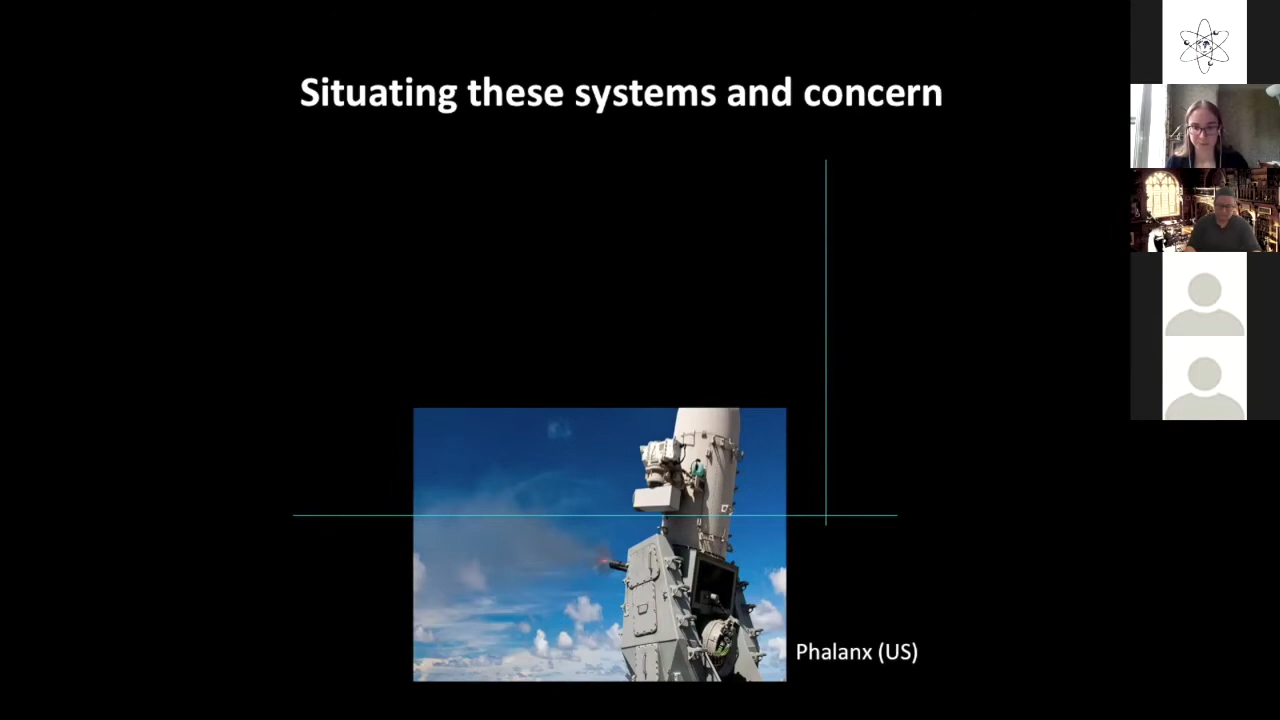 Situating these systems and concern
Phalanx (US)